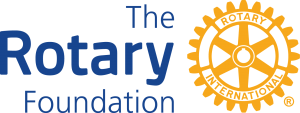 The
Rotary
Foundation
ROTARY
INTERNATIONAL
®